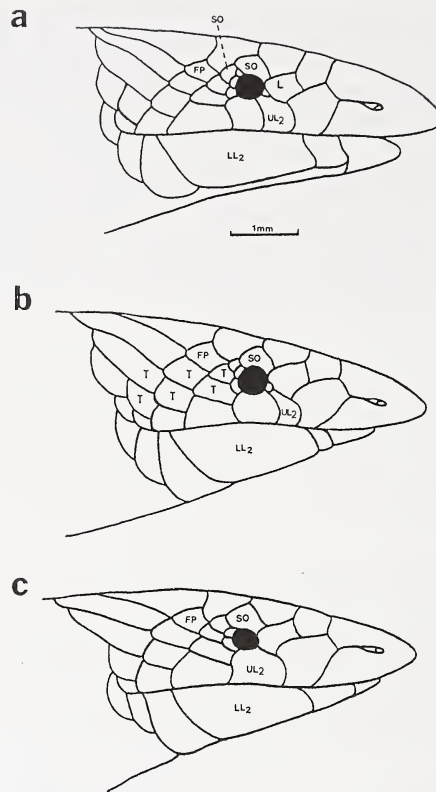 a
SO
FP SO L
UL2
LL2
1mm
b
FP SO
T T T
T T T
UL2
LL2
c
FP SO
UL2
LL2